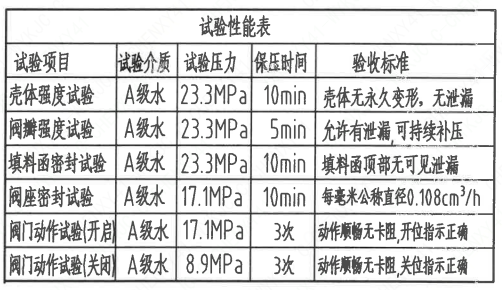 试验性能表
试验项目 试验介质 试验压力 保压时间 验收标准
壳体强度试验 A级水 23.3MPa 10min 壳体无永久变形，无泄漏
阀瓣强度试验 A级水 23.3MPa 5min 允许有泄漏,可持续补压
填料函密封试验 A级水 23.3MPa 10min 填料函顶部无可见泄漏
阀座密封试验 A级水 17.1MPa 10min 每毫米公称直径0.108cm³/h
阀门动作试验(开启) A级水 17.1MPa 3次 动作顺畅无卡阻,开位指示正确
阀门动作试验(关闭) A级水 8.9MPa 3次 动作顺畅无卡阻,关位指示正确